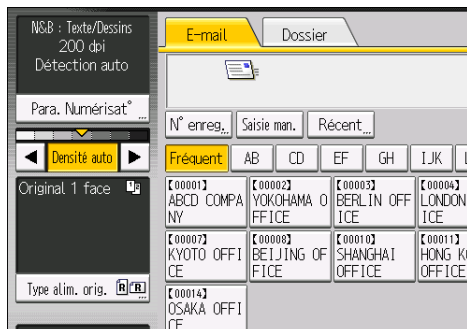 N&B : Texte/Dessins
200 dpi
Détection auto
Para. Numérisat°
Densité auto
Original 1 face
Type alim. orig.
E-mail
Dossier
N° enreg.
Saisie man.
Récent
Fréquent
AB
CD
EF
GH
IJK
[00001]
ABCD COMPA
NY
[00002]
YOKOHAMA O
FFICE
[00003]
BERLIN OFF
ICE
[00004]
LONDON
ICE
[00007]
KYOTO OFFI
CE
[00008]
BEIJING OF
FICE
[00010]
SHANGHAI
OFFICE
[00011]
HONG K
OFFICE
[00014]
OSAKA OFFI
CE